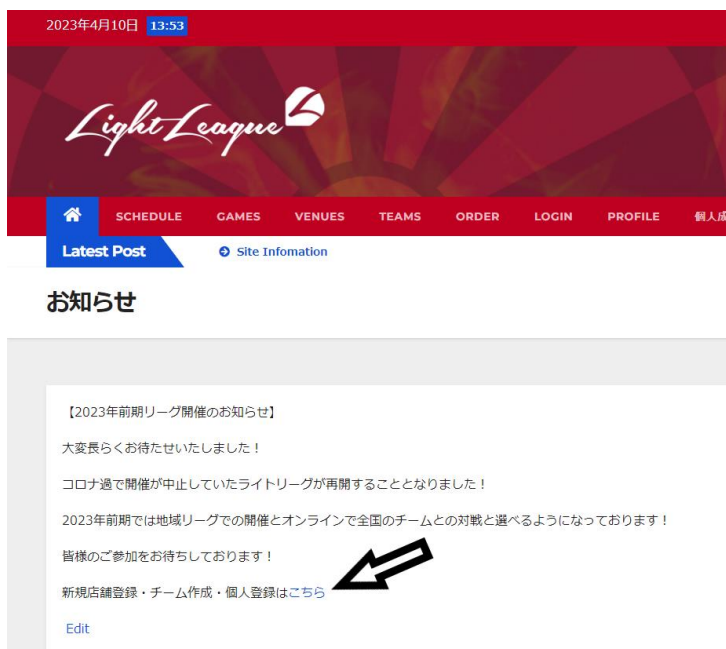 2023年4月10日 13:53
Light League
SCHEDULE GAMES VENUES TEAMS ORDER LOGIN PROFILE 個人成
Latest Post Site Infomation
お知らせ
【2023年前期リーグ開催のお知らせ】
大変長らくお待たせいたしました！
コロナ過で開催が中止していたライトリーグが再開することとなりました！
2023年前期では地域リーグでの開催とオンラインで全国のチームとの対戦と選べるようになっております！
皆様のご参加をお待ちしております！
新規店舗登録・チーム作成・個人登録はこちら
Edit